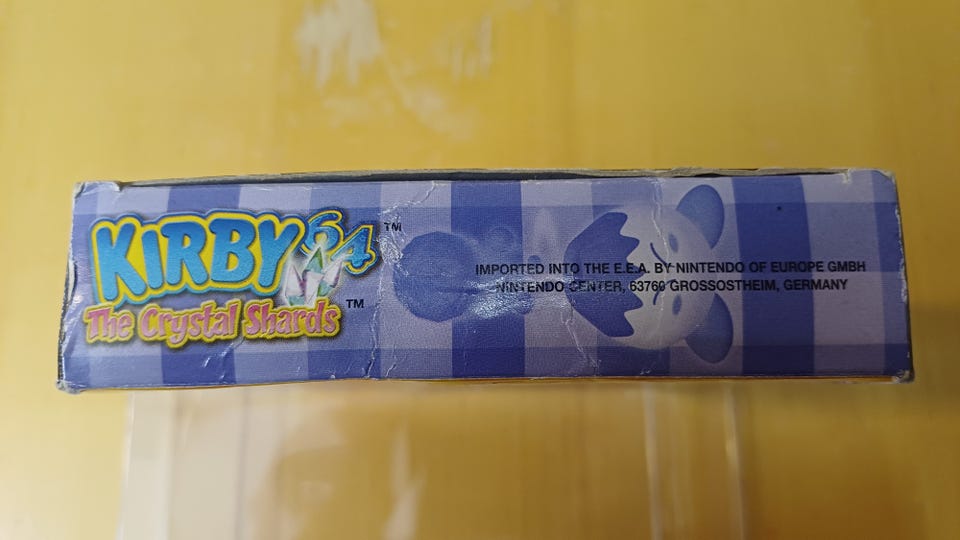 KIRBY 64 ™
The Crystal Shards ™
IMPORTED INTO THE E.E.A. BY NINTENDO OF EUROPE GMBH
NINTENDO CENTER, 63760 GROSSOSTHEIM, GERMANY